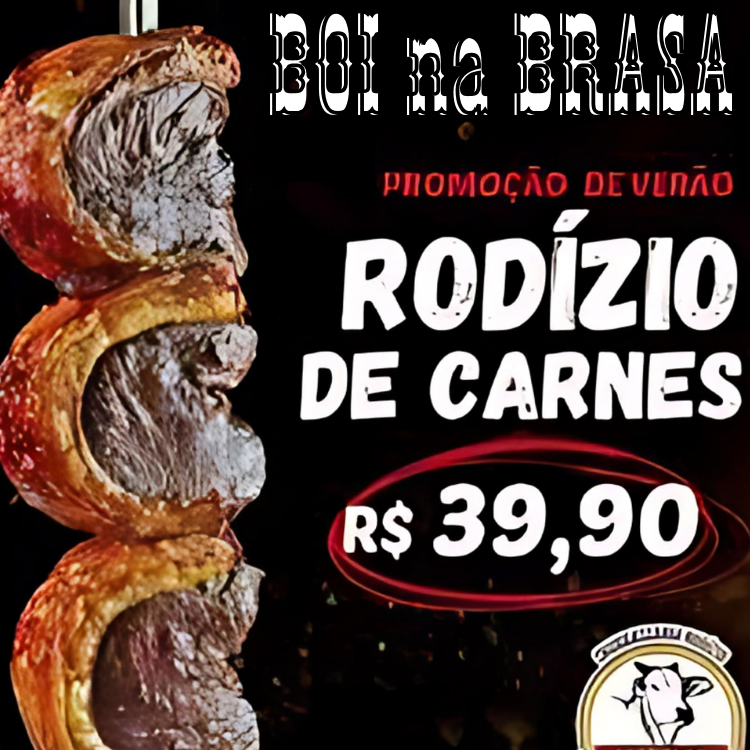 BOI na BRASA
PROMOÇÃO DE VERÃO
RODÍZIO
DE CARNES
R$ 39,90